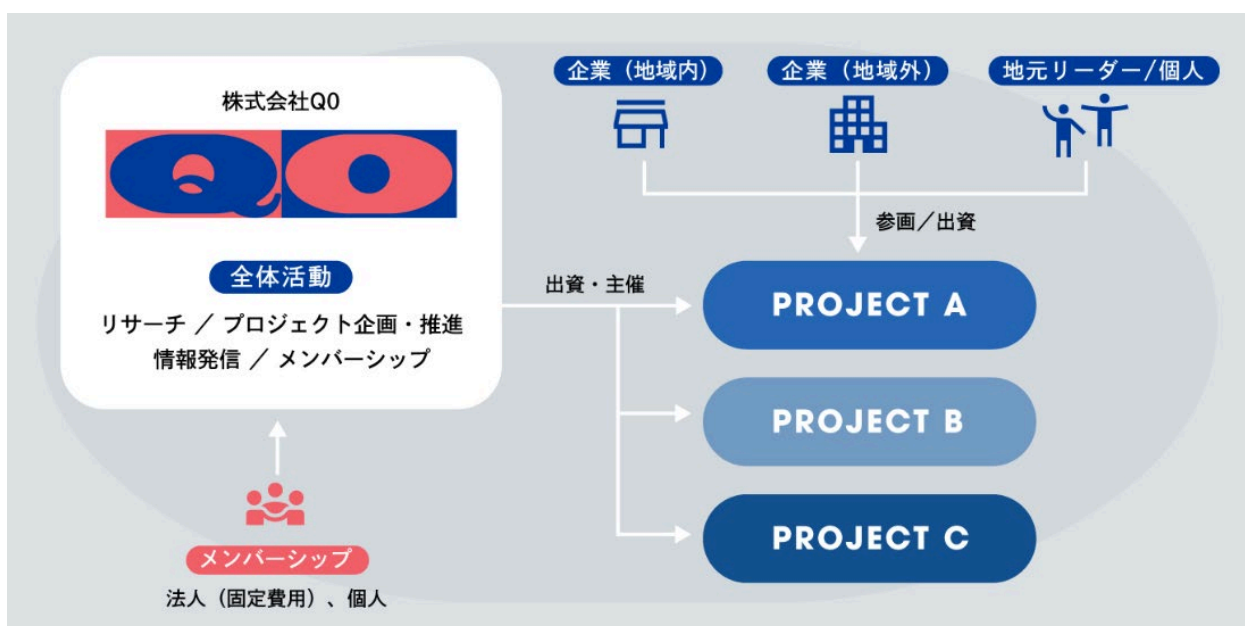 株式会社Q0
QO
全体活動
リサーチ ／ プロジェクト企画・推進
情報発信 ／ メンバーシップ
メンバーシップ
法人（固定費用）、個人
企業（地域内）
企業（地域外）
地元リーダー/個人
参画／出資
出資・主催
PROJECT A
PROJECT B
PROJECT C